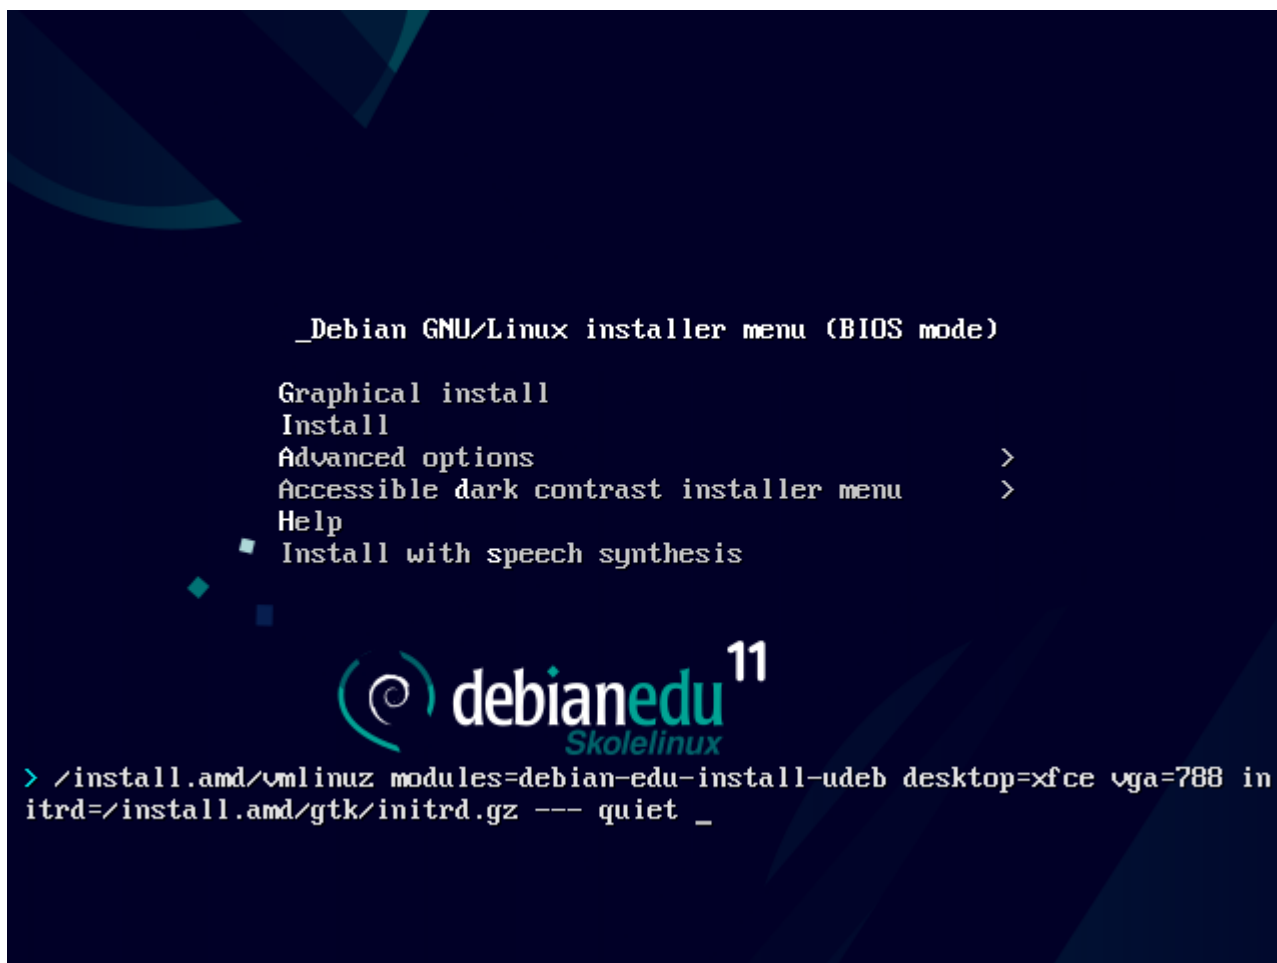 _Debian GNU/Linux installer menu (BIOS mode)
Graphical install
Install
Advanced options >
Accessible dark contrast installer menu >
Help
Install with speech synthesis
debianedu 11
Skolelinux
> /install.amd/vmlinuz modules=debian-edu-install-udeb desktop=xfce vga=788 in
itrd=/install.amd/gtk/initrd.gz --- quiet _